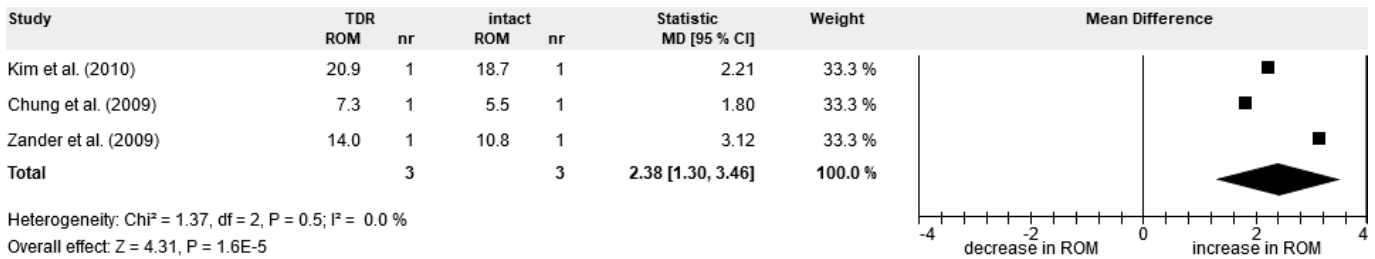 Study TDR intact Statistic Weight Mean Difference
ROM nr ROM nr MD [95 % CI]
Kim et al. (2010) 20.9 1 18.7 1 2.21 33.3 %
Chung et al. (2009) 7.3 1 5.5 1 1.80 33.3 %
Zander et al. (2009) 14.0 1 10.8 1 3.12 33.3 %
Total 3 3 2.38 [1.30, 3.46] 100.0 %
Heterogeneity: Chi² = 1.37, df = 2, P = 0.5; I² = 0.0 %
Overall effect: Z = 4.31, P = 1.6E-5
-4 -2 0 2 4
decrease in ROM increase in ROM